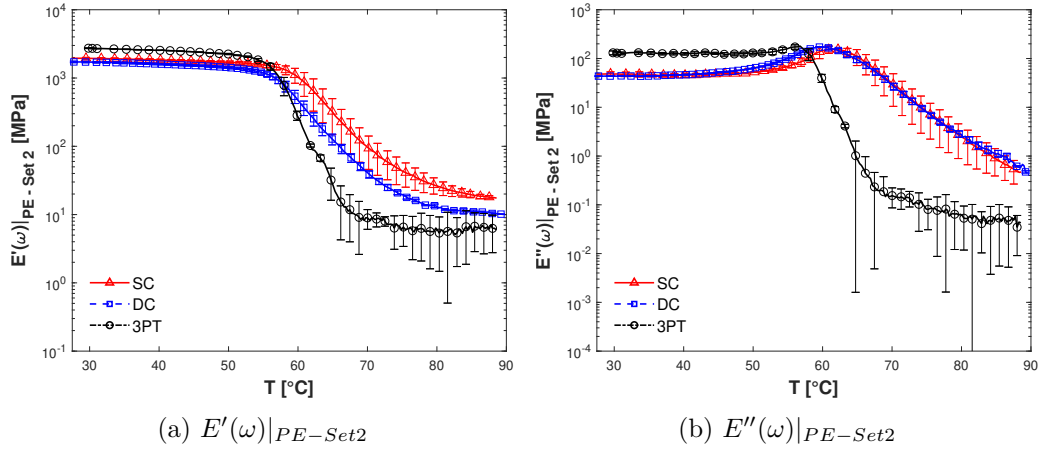 E'(ω)|PE - Set 2 [MPa]
10^4
10^3
10^2
10^1
10^0
10^-1
SC
DC
3PT
30 40 50 60 70 80 90
T [°C]
(a) E′(ω)|PE−Set2
E''(ω)|PE - Set 2 [MPa]
10^3
10^2
10^1
10^0
10^-1
10^-2
10^-3
10^-4
SC
DC
3PT
30 40 50 60 70 80 90
T [°C]
(b) E′′(ω)|PE−Set2